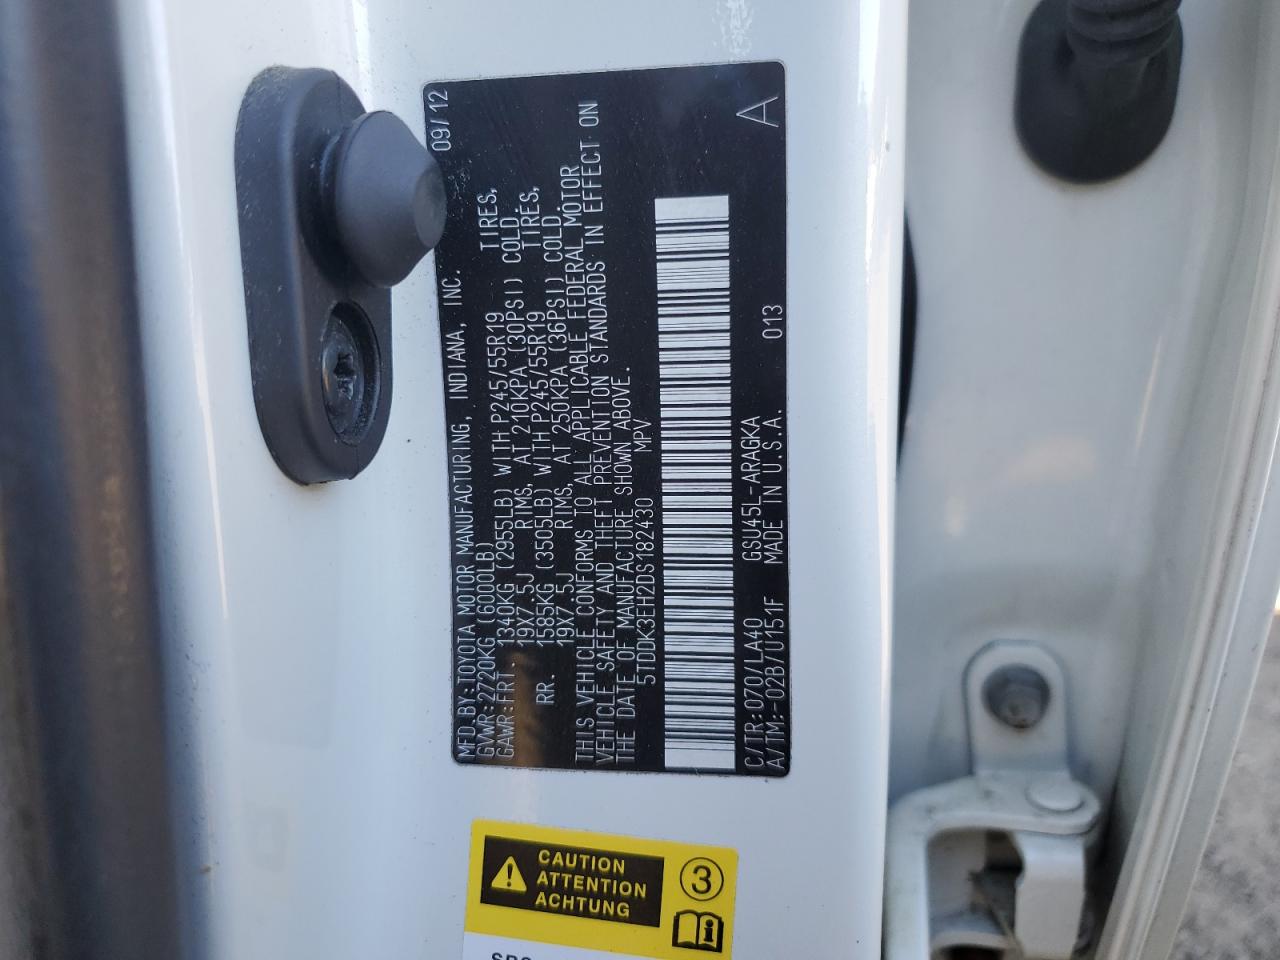 MFD BY:TOYOTA MOTOR MANUFACTURING, INDIANA, INC. 09/12
GVWR:2720KG (6000LB)
GAWR:FRT. 1340KG (2955LB) WITH P245/55R19 TIRES,
19X7.5J RIMS, AT 210KPA (30PSI) COLD.
RR. 1585KG (3505LB) WITH P245/55R19 TIRES,
19X7.5J RIMS, AT 250KPA (36PSI) COLD.
THIS VEHICLE CONFORMS TO ALL APPLICABLE FEDERAL MOTOR
VEHICLE SAFETY AND THEFT PREVENTION STANDARDS IN EFFECT ON
THE DATE OF MANUFACTURE SHOWN ABOVE.
5TDDK3EH2DS182430 MPV
C/TR:070/LA40 GSU45L-ARAGKA A
A/TM:-02B/U151F MADE IN U.S.A. 013
CAUTION
ATTENTION
ACHTUNG
3